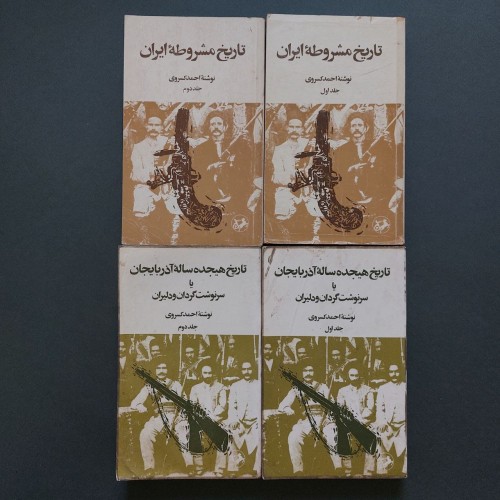 تاریخ مشروطهٔ ایران
نوشتهٔ احمد کسروی
جلد اول
تاریخ مشروطهٔ ایران
نوشتهٔ احمد کسروی
جلد دوم
تاریخ هیجده سالهٔ آذربایجان
یا
سرنوشت گردان و دلیران
نوشتهٔ احمد کسروی
جلد اول
تاریخ هیجده سالهٔ آذربایجان
یا
سرنوشت گردان و دلیران
نوشتهٔ احمد کسروی
جلد دوم